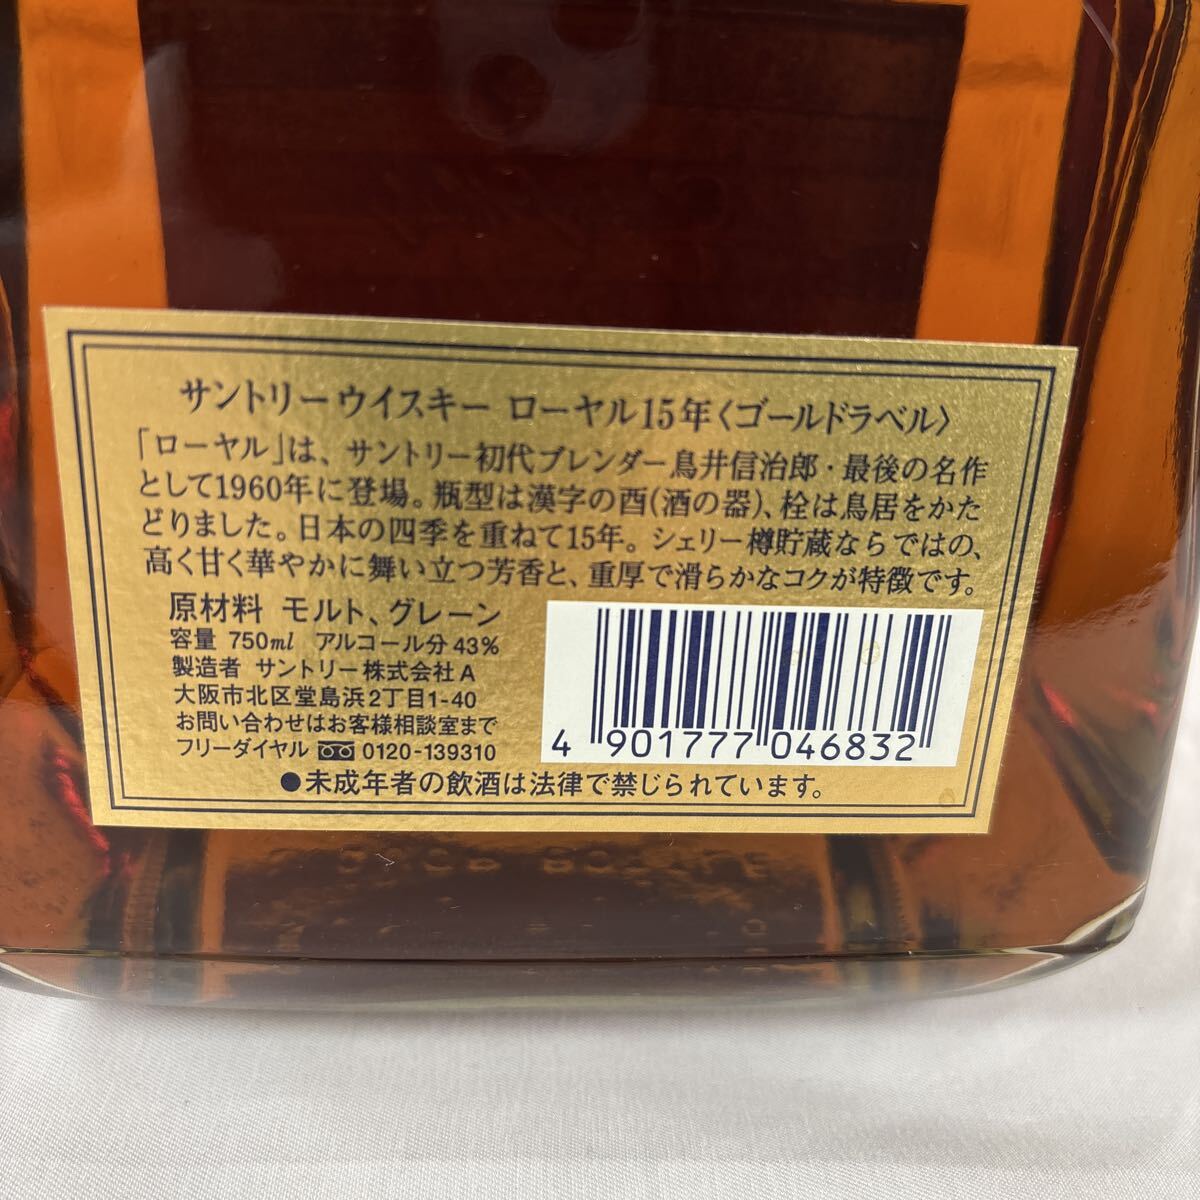 サントリーウイスキー ローヤル15年〈ゴールドラベル〉
「ローヤル」は、サントリー初代ブレンダー鳥井信治郎・最後の名作
として1960年に登場。瓶型は漢字の酉(酒の器)、栓は鳥居をかた
どりました。日本の四季を重ねて15年。シェリー樽貯蔵ならではの、
高く甘く華やかに舞い立つ芳香と、重厚で滑らかなコクが特徴です。
原材料 モルト、グレーン
容量 750ml アルコール分 43%
製造者 サントリー株式会社 A
大阪市北区堂島浜2丁目1-40
お問い合わせはお客様相談室まで
フリーダイヤル 0120-139310
4 901777 046832
●未成年者の飲酒は法律で禁じられています。